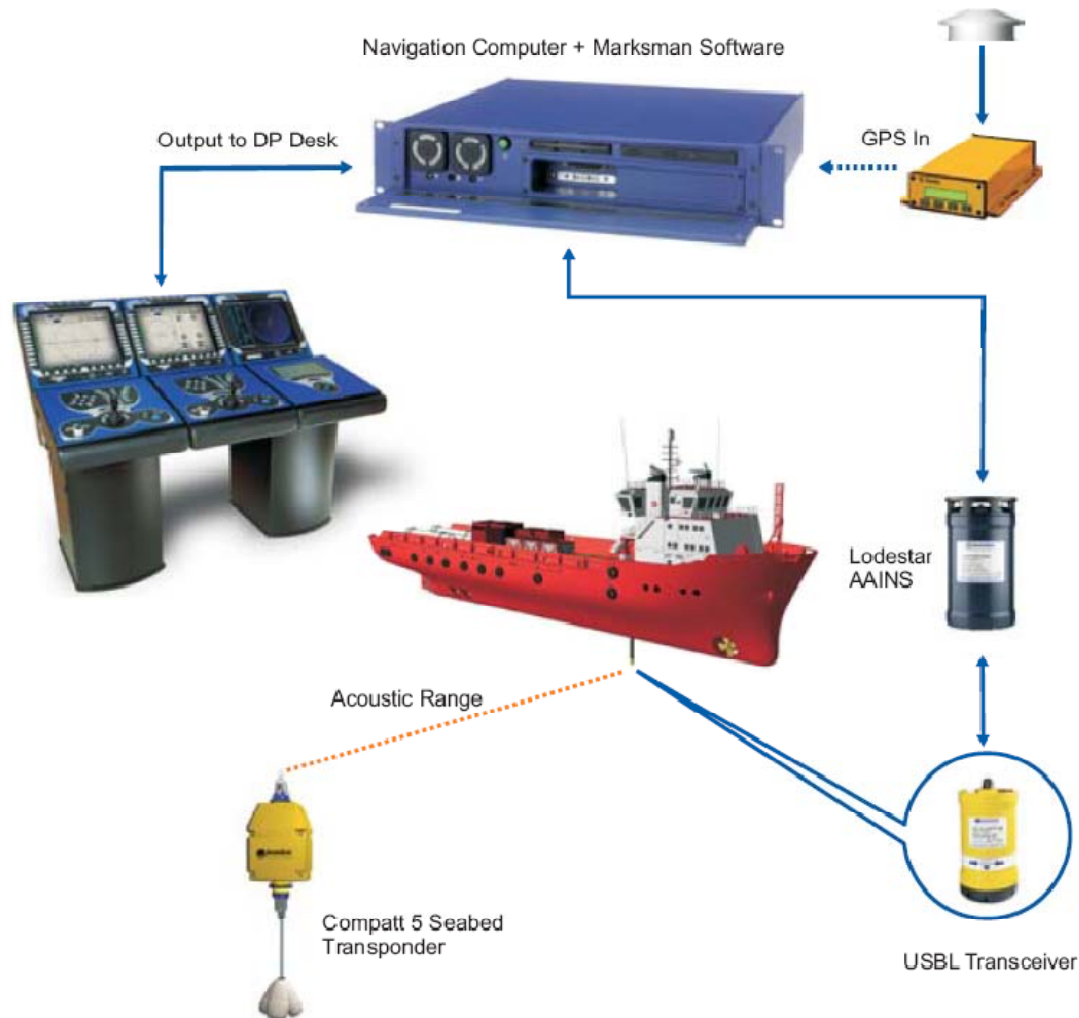 Navigation Computer + Marksman Software
Output to DP Desk
GPS In
Lodestar
AAINS
Acoustic Range
Compatt 5 Seabed
Transponder
USBL Transceiver